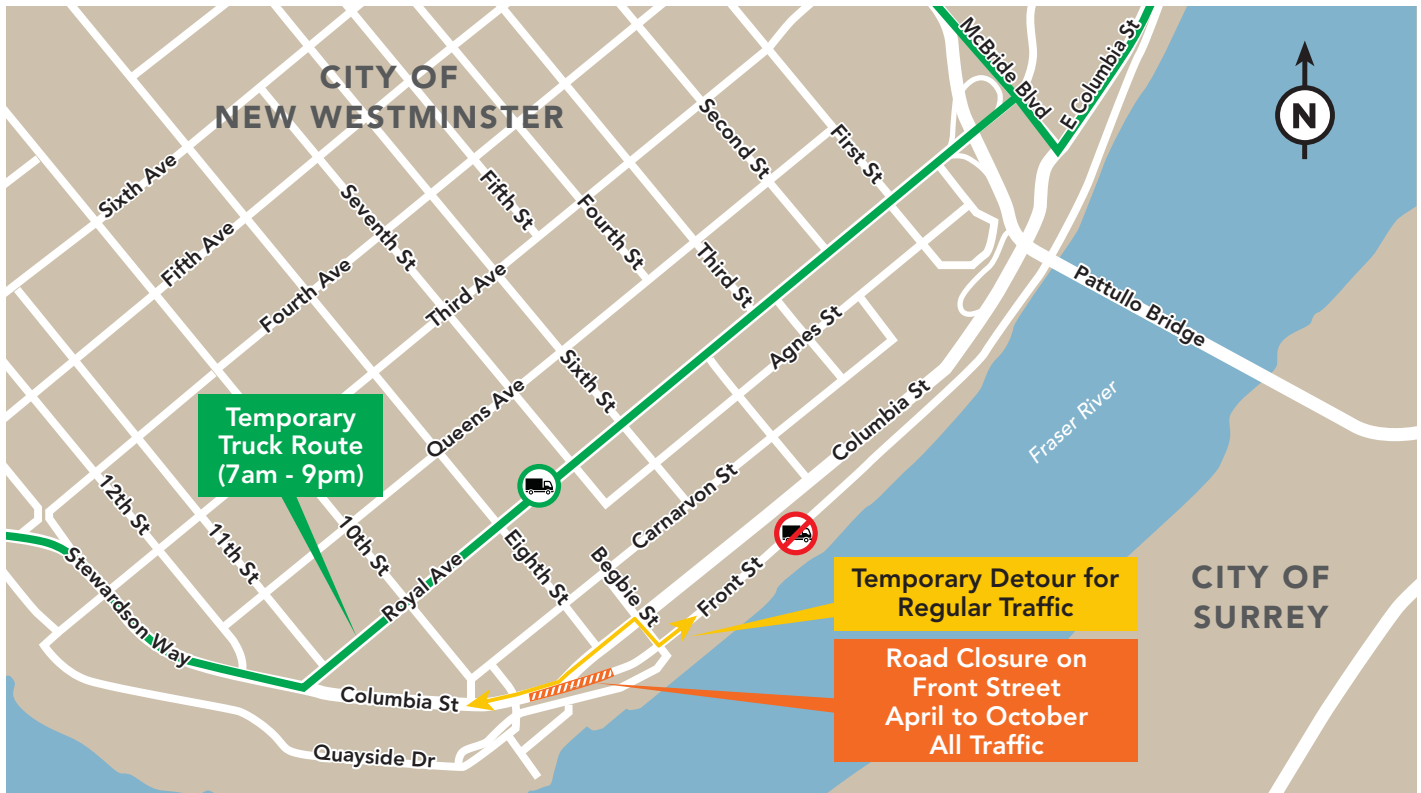 McBride Blvd
E Columbia St
CITY OF
NEW WESTMINSTER
N
Second St
First St
Sixth Ave
Seventh St
Fifth St
Fourth St
Fifth Ave
Fourth Ave
Third Ave
Third St
Pattullo Bridge
Agnes St
Sixth St
Queens Ave
Columbia St
Fraser River
Temporary
Truck Route
(7am - 9pm)
12th St
11th St
10th St
Carnarvon St
Eighth St
Begbie St
Royal Ave
Front St
Stewardson Way
Temporary Detour for
Regular Traffic
CITY OF
SURREY
Road Closure on
Front Street
April to October
All Traffic
Columbia St
Quayside Dr